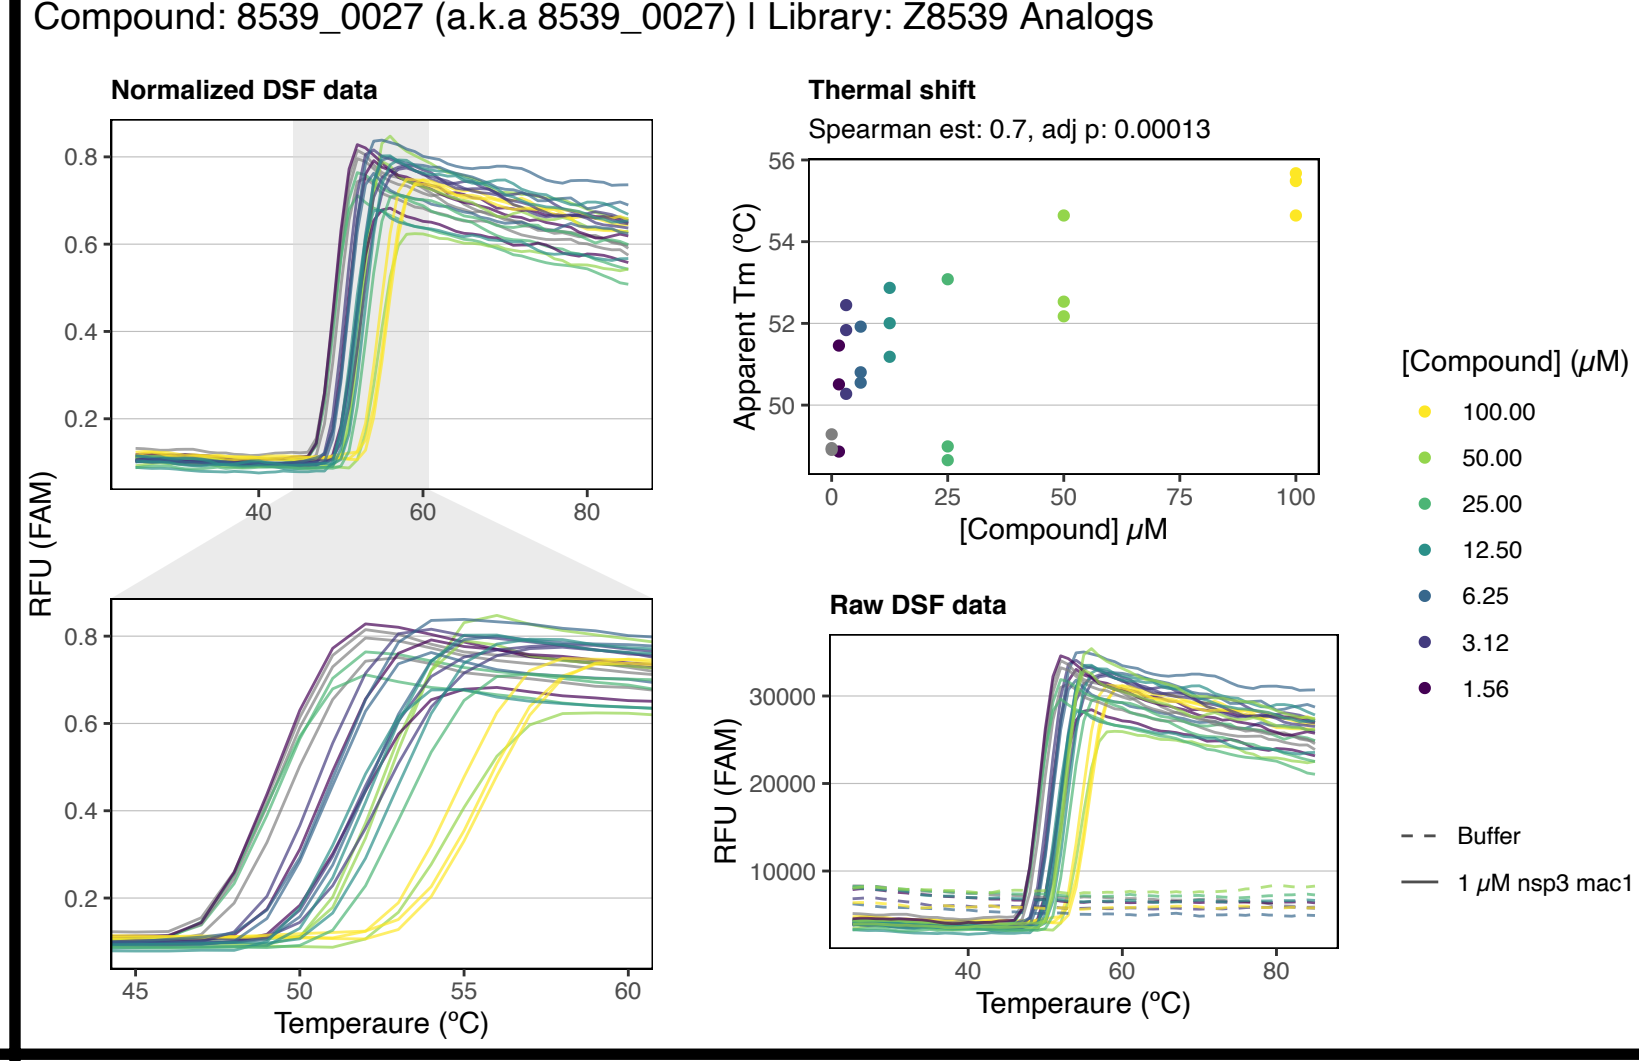 Compound: 8539_0027 (a.k.a 8539_0027) | Library: Z8539 Analogs
Normalized DSF data
0.8
0.6
0.4
0.2
40 60 80
RFU (FAM)
0.8
0.6
0.4
0.2
45 50 55 60
Temperaure (ºC)
Thermal shift
Spearman est: 0.7, adj p: 0.00013
56
54
52
50
Apparent Tm (ºC)
0 25 50 75 100
[Compound] µM
Raw DSF data
30000
20000
10000
RFU (FAM)
40 60 80
Temperaure (ºC)
[Compound] (µM)
100.00
50.00
25.00
12.50
6.25
3.12
1.56
Buffer
1 µM nsp3 mac1